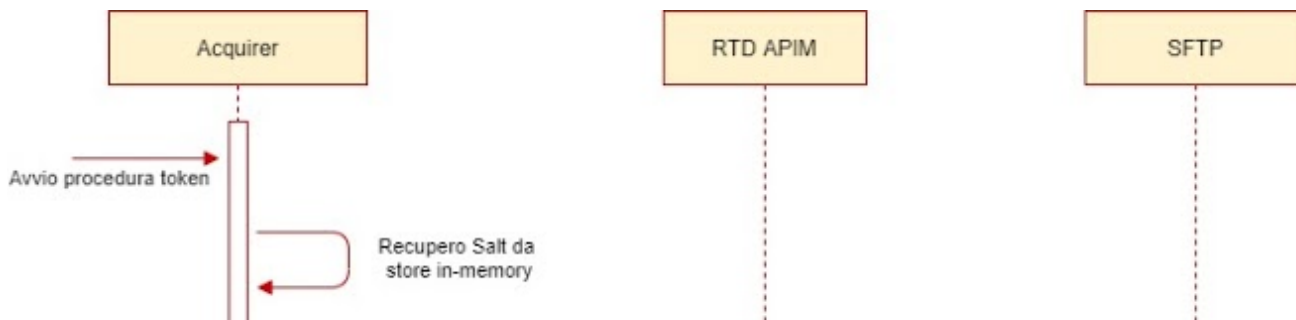 Acquirer
RTD APIM
SFTP
Avvio procedura token
Recupero Salt da
store in-memory